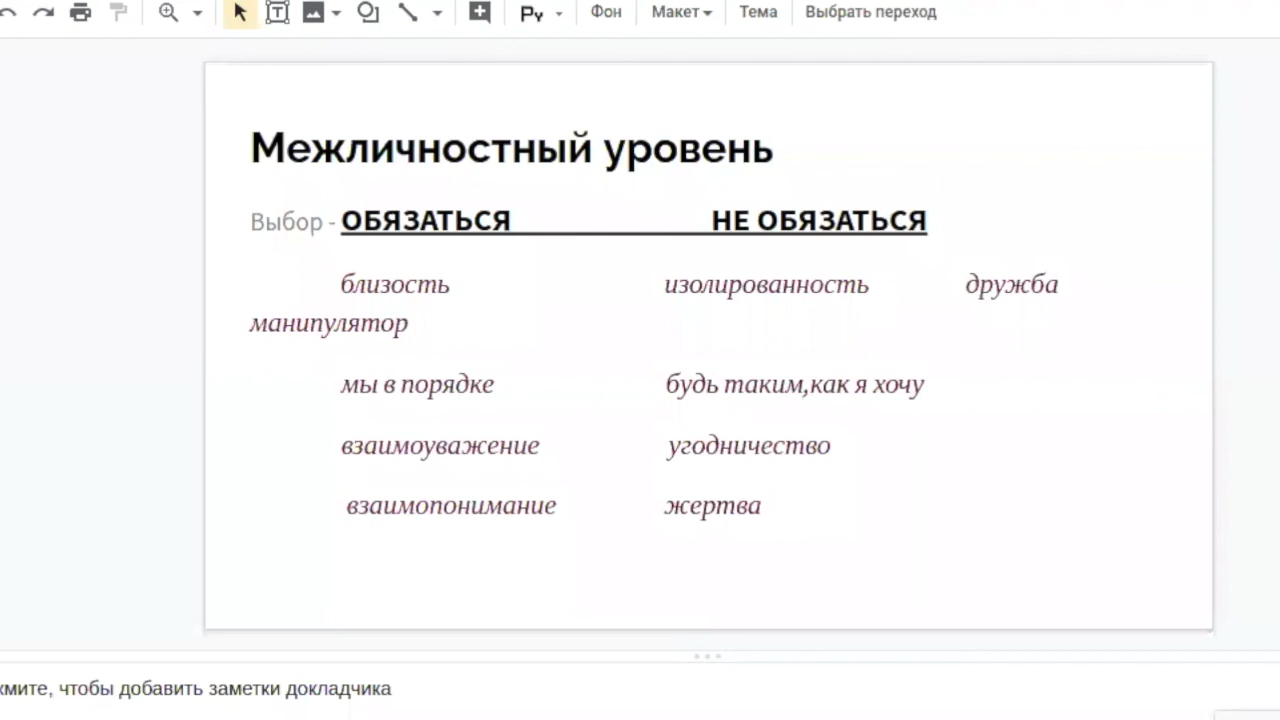 Фон Макет Тема Выбрать переход
Межличностный уровень
Выбор - ОБЯЗАТЬСЯ НЕ ОБЯЗАТЬСЯ
близость изолированность дружба
манипулятор
мы в порядке будь таким,как я хочу
взаимоуважение угодничество
взаимопонимание жертва
чтобы добавить заметки докладчика